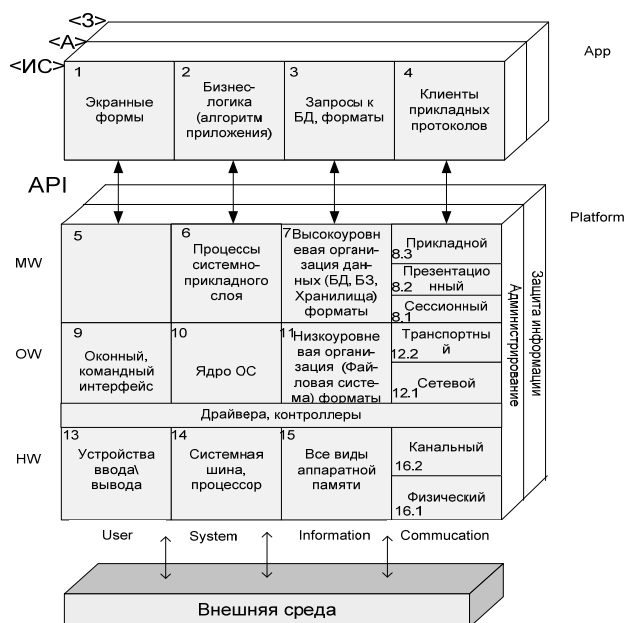 <З>
<А>
<ИС>
App
1
Экранные
формы
2
Бизнес-
логика
(алгоритм
приложения)
3
Запросы к
БД, форматы
4
Клиенты
прикладных
протоколов
API
Platform
MW
5
6
Процессы
системно-
прикладного
слоя
7
Высокоуров-
невая органи-
зация дан-
ных (БД, БЗ,
Хранилища)
форматы
Прикладной
8.3
Презентацио
нный
8.2
Сессионный
8.1
OW
9
Оконный,
командный
интерфейс
10
Ядро ОС
11
Низкоуровне
вая органи-
зация (Фай-
ловая систе-
ма) форматы
Транспортны
й
12.2
Сетевой
12.1
Драйвера, контроллеры
HW
13
Устройства
ввода\
вывода
14
Системная
шина,
процессор
15
Все виды
аппаратной
памяти
Канальный
16.2
Физический
16.1
Администрирование
Защита информации
User
System
Information
Commucation
Внешняя среда